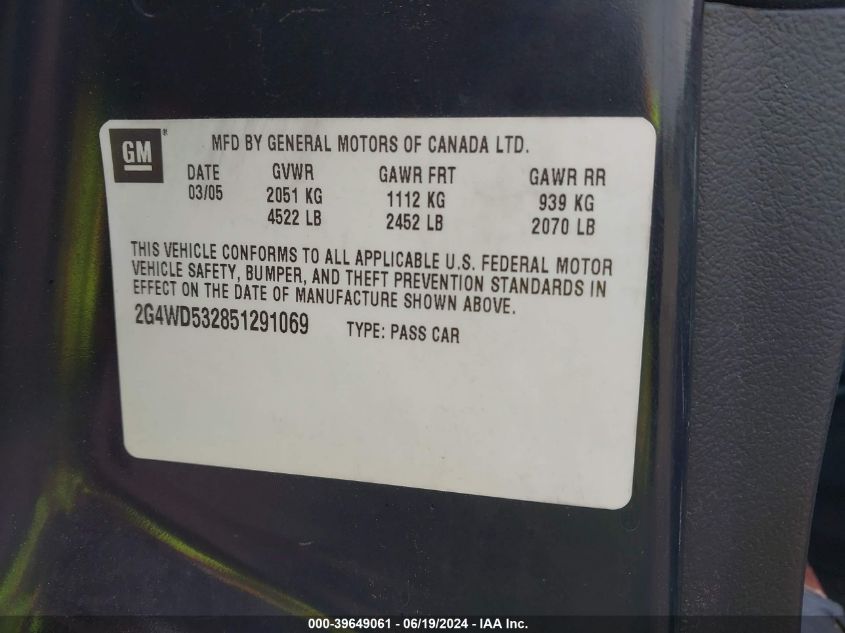 GM ®
MFD BY GENERAL MOTORS OF CANADA LTD.
DATE GVWR GAWR FRT GAWR RR
03/05 2051 KG 1112 KG 939 KG
4522 LB 2452 LB 2070 LB
THIS VEHICLE CONFORMS TO ALL APPLICABLE U.S. FEDERAL MOTOR
VEHICLE SAFETY, BUMPER, AND THEFT PREVENTION STANDARDS IN
EFFECT ON THE DATE OF MANUFACTURE SHOWN ABOVE.
2G4WD532851291069 TYPE: PASS CAR
000-39649061 - 06/19/2024 - IAA Inc.